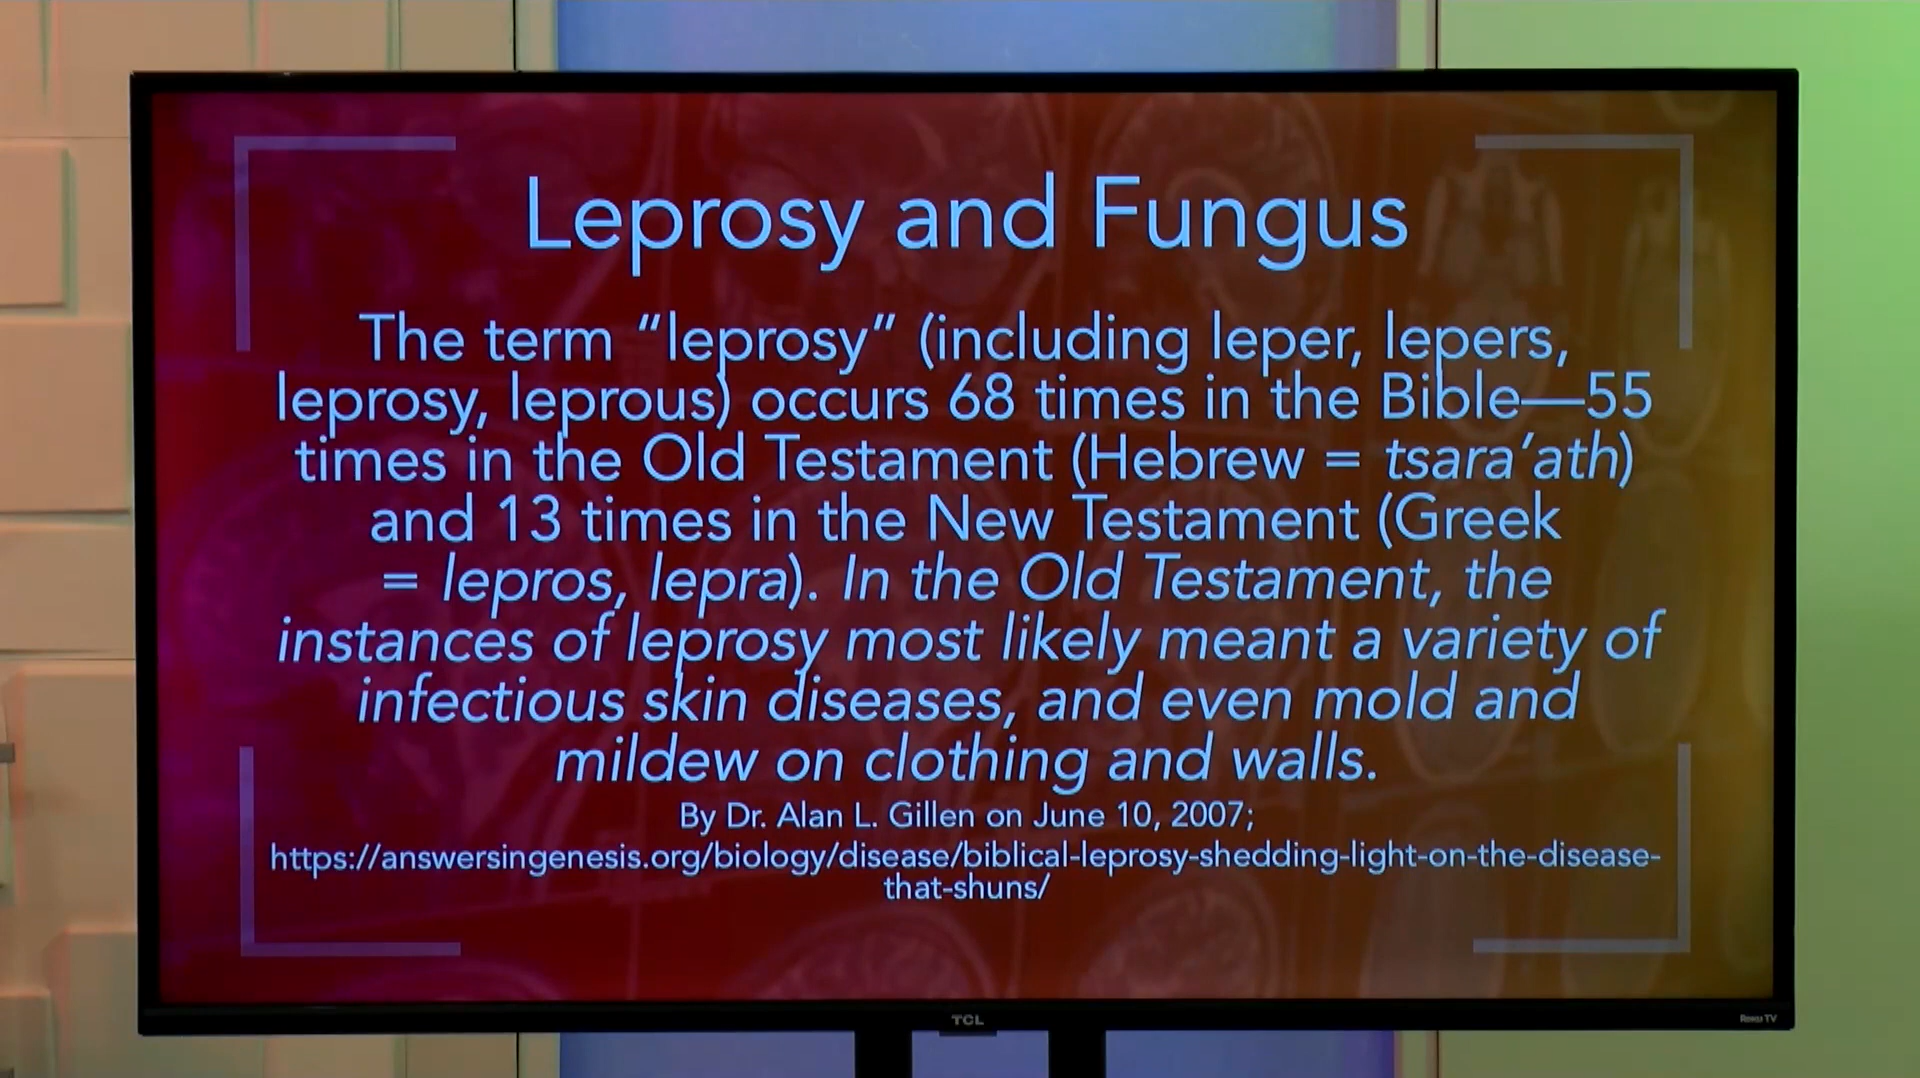 Leprosy and Fungus
The term “leprosy” (including leper, lepers,
leprosy, leprous) occurs 68 times in the Bible—55
times in the Old Testament (Hebrew = tsara’ath)
and 13 times in the New Testament (Greek
= lepros, lepra). In the Old Testament, the
instances of leprosy most likely meant a variety of
infectious skin diseases, and even mold and
mildew on clothing and walls.
By Dr. Alan L. Gillen on June 10, 2007;
https://answersingenesis.org/biology/disease/biblical-leprosy-shedding-light-on-the-disease-
that-shuns/
TCL
Roku TV